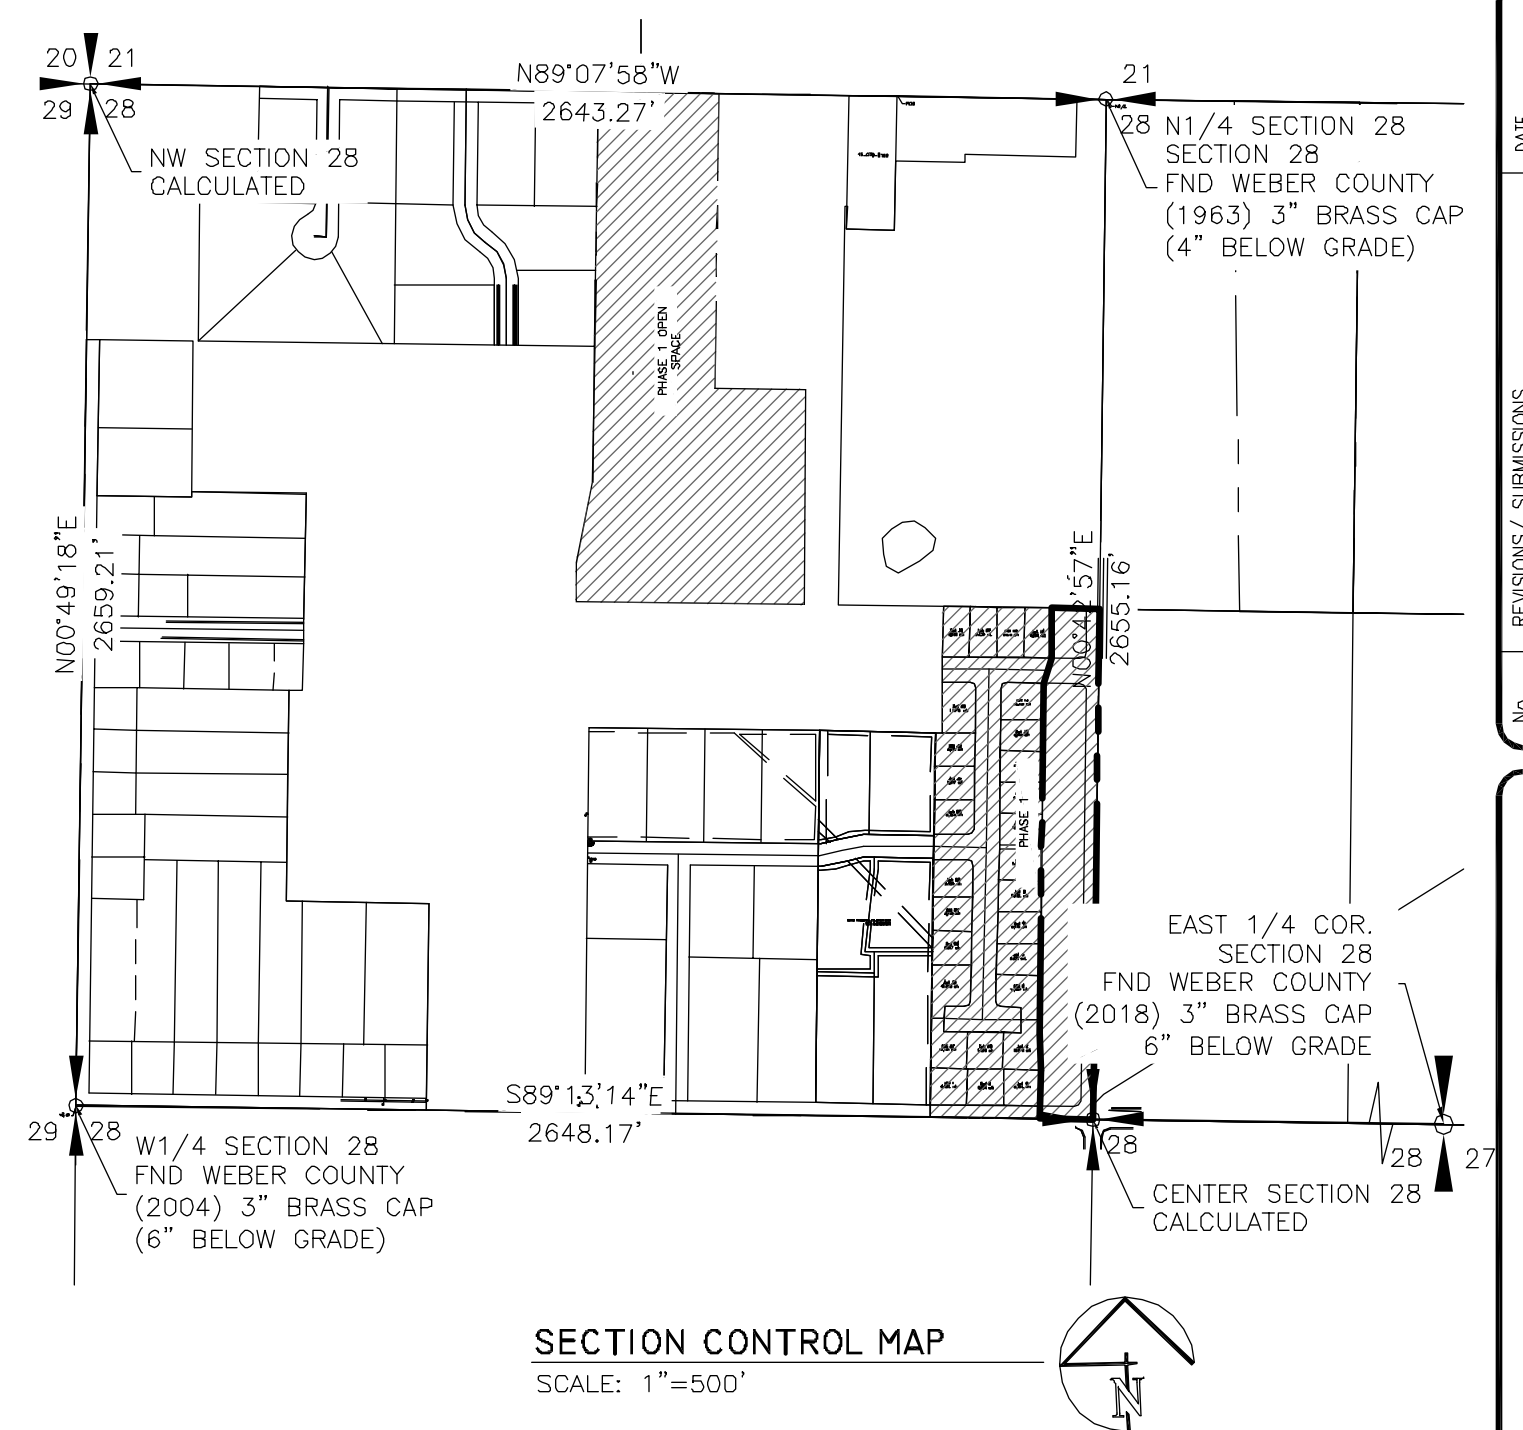 20 21
29 28
NW SECTION 28
CALCULATED
N89°07'58"W
2643.27'
21
28
N1/4 SECTION 28
SECTION 28
FND WEBER COUNTY
(1963) 3" BRASS CAP
(4" BELOW GRADE)
DATE
REVISIONS/ SUBMISSIONS
No.
PHASE 1 OPEN
SPACE
N00°49'18"E
2659.21'
2655.16'
PHASE 1
EAST 1/4 COR.
SECTION 28
FND WEBER COUNTY
(2018) 3" BRASS CAP
6" BELOW GRADE
S89°13'14"E
2648.17'
29 28
W1/4 SECTION 28
FND WEBER COUNTY
(2004) 3" BRASS CAP
(6" BELOW GRADE)
28
CENTER SECTION 28
CALCULATED
28 27
SECTION CONTROL MAP
SCALE: 1"=500'
N